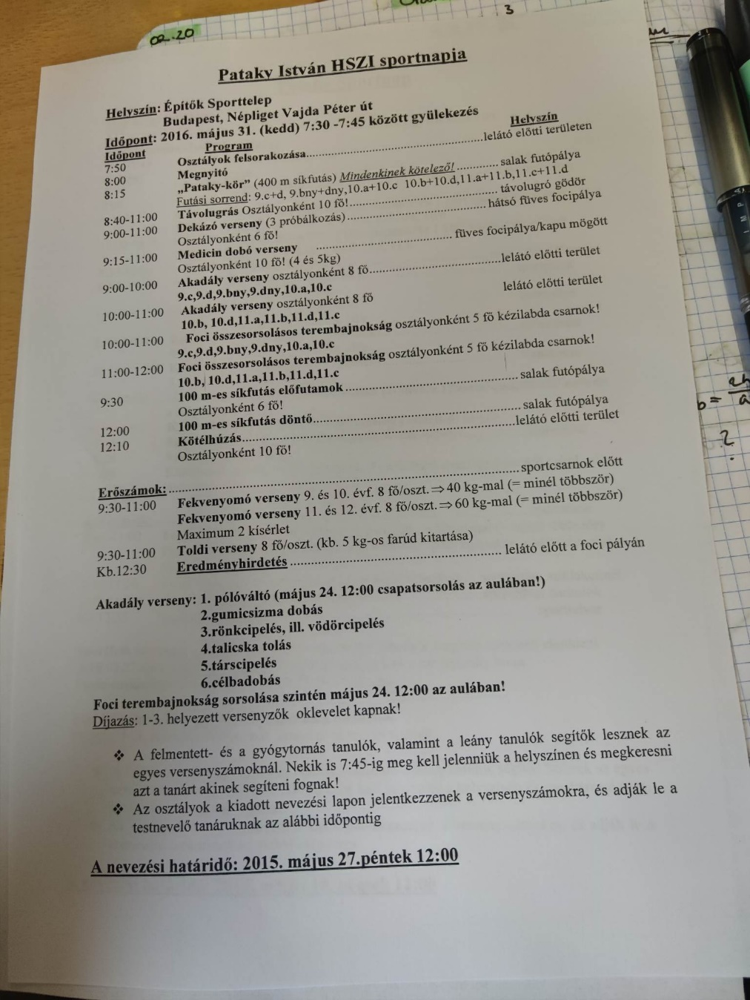 02.20
3
Pataky István HSZI sportnapja
Helyszín: Építők Sporttelep
Budapest, Népliget Vajda Péter út
Időpont: 2016. május 31. (kedd) 7:30 -7:45 között gyülekezés
Időpont Program Helyszín
7:50 Osztályok felsorakozása..............................lelátó előtti területen
8:00 Megnyitó
8:15 „Pataky-kör” (400 m síkfutás) Mindenkinek kötelező! ........... salak futópálya
Futási sorrend: 9.c+d, 9.bny+dny,10.a+10.c 10.b+10.d,11.a+11.b,11.c+11.d
8:40-11:00 Távolugrás Osztályonként 10 fő!.............................. távolugró gödör
9:00-11:00 Dekázó verseny (3 próbálkozás).............................. hátsó füves focipálya
Osztályonként 6 fő!
9:15-11:00 Medicin dobó verseny .............................. füves focipálya/kapu mögött
Osztályonként 10 fő! (4 és 5kg)
9:00-10:00 Akadály verseny osztályonként 8 fő..............................lelátó előtti terület
9.c,9.d,9.bny,9.dny,10.a,10.c
10:00-11:00 Akadály verseny osztályonként 8 fő lelátó előtti terület
10.b, 10.d,11.a,11.b,11.d,11.c
10:00-11:00 Foci összesorsolásos terembajnokság osztályonként 5 fő kézilabda csarnok!
9.c,9.d,9.bny,9.dny,10.a,10.c
11:00-12:00 Foci összesorsolásos terembajnokság osztályonként 5 fő kézilabda csarnok!
10.b, 10.d,11.a,11.b,11.d,11.c
9:30 100 m-es síkfutás előfutamok .............................. salak futópálya
Osztályonként 6 fő!
12:00 100 m-es síkfutás döntő.............................. salak futópálya
12:10 Kötélhúzás..............................lelátó előtti terület
Osztályonként 10 fő!
Erőszámok: ..............................sportcsarnok előtt
9:30-11:00 Fekvenyomó verseny 9. és 10. évf. 8 fő/oszt.⇒40 kg-mal (= minél többször)
Fekvenyomó verseny 11. és 12. évf. 8 fő/oszt.⇒60 kg-mal (= minél többször)
Maximum 2 kísérlet
9:30-11:00 Toldi verseny 8 fő/oszt. (kb. 5 kg-os farúd kitartása)
Kb.12:30 Eredményhirdetés .............................. lelátó előtt a foci pályán
Akadály verseny: 1. pólóváltó (május 24. 12:00 csapatsorsolás az aulában!)
2.gumicsizma dobás
3.rönkcipelés, ill. vödörcipelés
4.talicska tolás
5.társcipelés
6.célbadobás
Foci terembajnokság sorsolása szintén május 24. 12:00 az aulában!
Díjazás: 1-3. helyezett versenyzők oklevelet kapnak!
❖ A felmentett- és a gyógytornás tanulók, valamint a leány tanulók segítők lesznek az
egyes versenyszámoknál. Nekik is 7:45-ig meg kell jelenniük a helyszínen és megkeresni
azt a tanárt akinek segíteni fognak!
❖ Az osztályok a kiadott nevezési lapon jelentkezzenek a versenyszámokra, és adják le a
testnevelő tanáruknak az alábbi időpontig
A nevezési határidő: 2015. május 27.péntek 12:00
b =
?